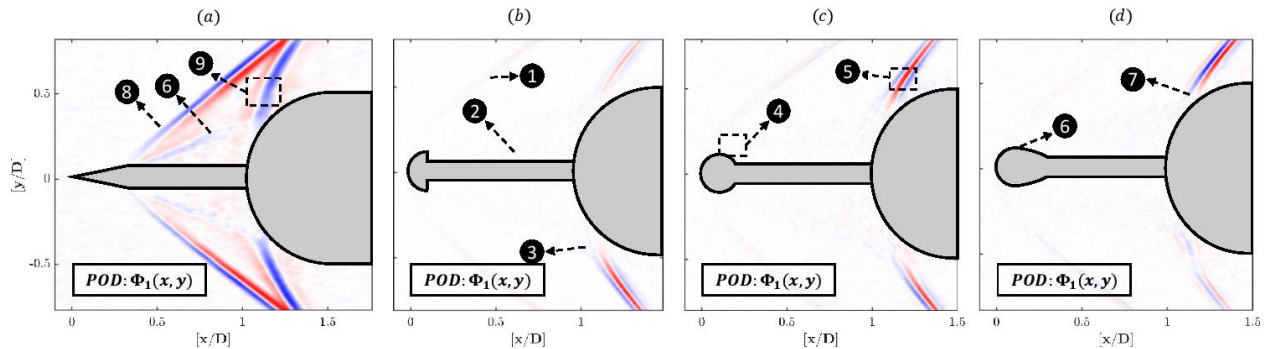 (a) (b) (c) (d)
9
6
8
1
2
5
4
7
6
3
0.5
0
-0.5
[y/D]
POD: Φ₁(x, y) POD: Φ₁(x, y) POD: Φ₁(x, y) POD: Φ₁(x, y)
0 0.5 1 1.5 0 0.5 1 0 0.5 1 1.5 0 0.5 1 1.5
[x/D] [x/D] [x/D] [x/D]